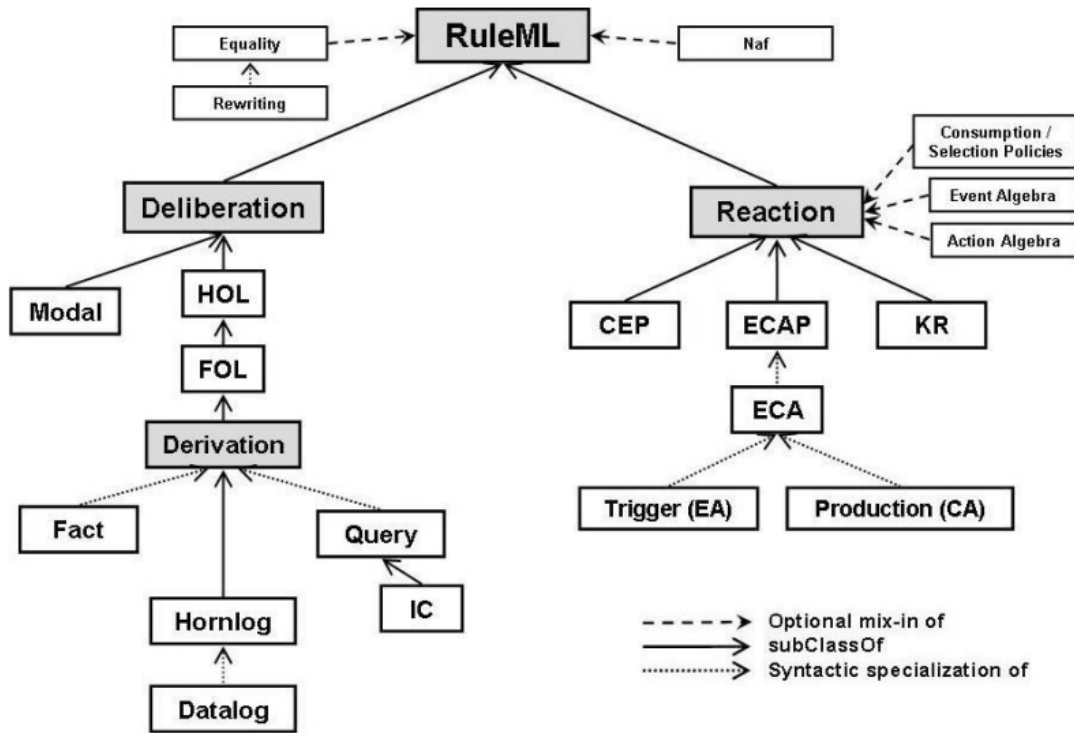 RuleML
Equality
Naf
Rewriting
Consumption /
Selection Policies
Event Algebra
Action Algebra
Deliberation
Reaction
Modal
HOL
CEP
ECAP
KR
FOL
ECA
Derivation
Trigger (EA)
Production (CA)
Fact
Query
IC
Hornlog
Datalog
Optional mix-in of
subClassOf
Syntactic specialization of